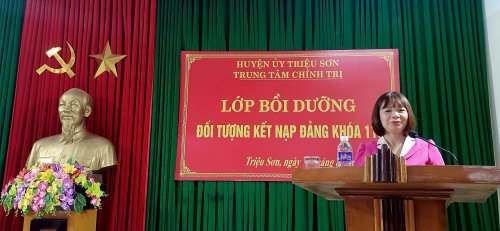 HUYỆN ỦY TRIỆU SƠN
TRUNG TÂM CHÍNH TRỊ
LỚP BỒI DƯỠNG
ĐỐI TƯỢNG KẾT NẠP ĐẢNG KHÓA
Triệu Sơn, ngày